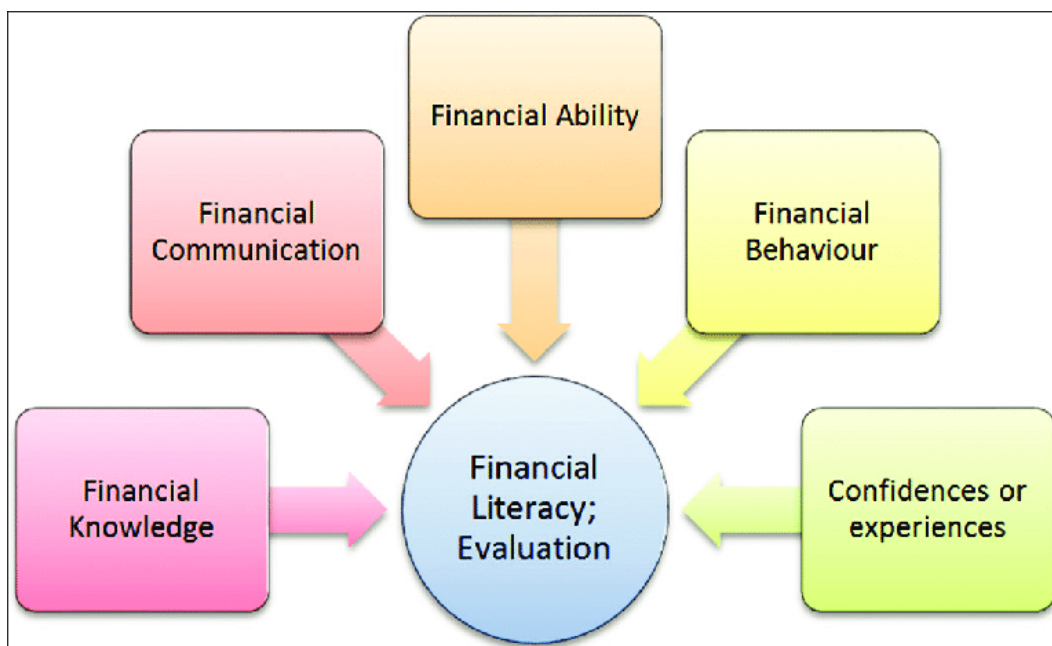 Financial Ability
Financial
Communication
Financial
Behaviour
Financial
Knowledge
Financial
Literacy;
Evaluation
Confidences or
experiences